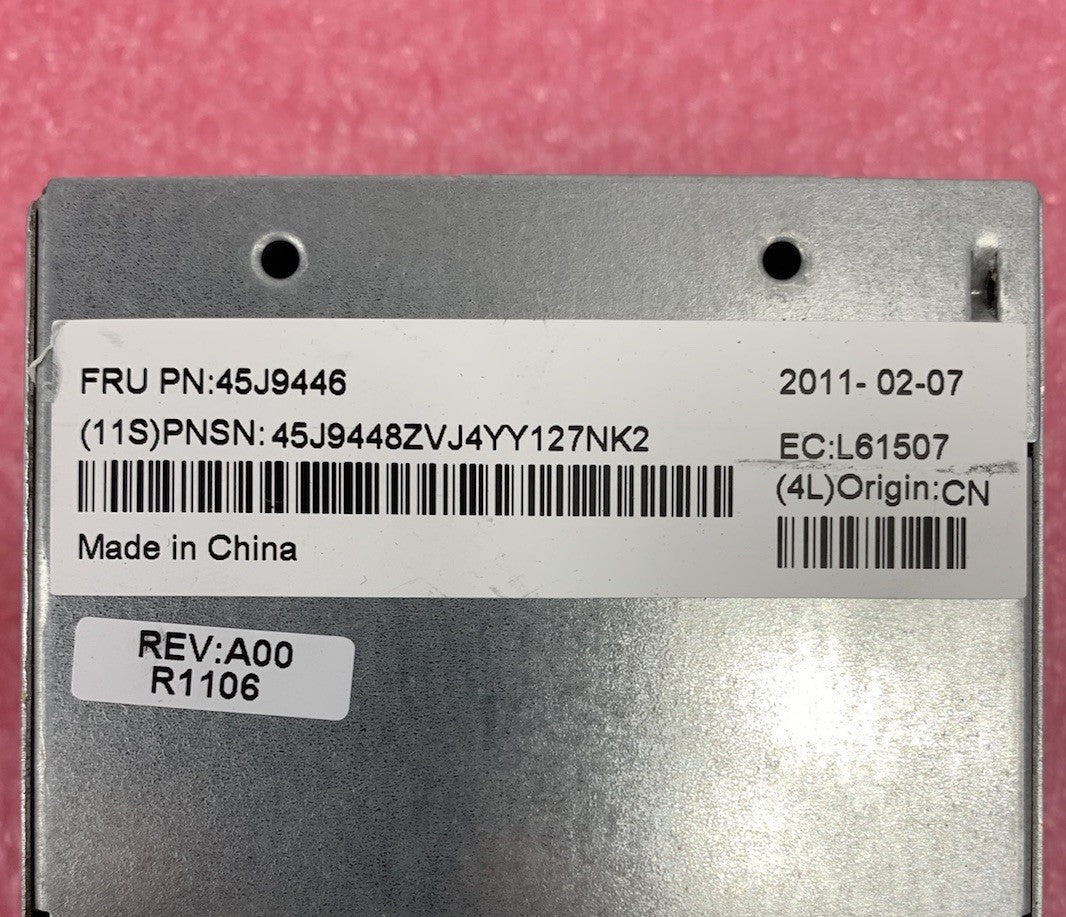 FRU PN:45J9446
2011- 02-07
(11S)PNSN: 45J9448ZVJ4YY127NK2
EC:L61507
(4L)Origin:CN
Made in China
REV:A00
R1106